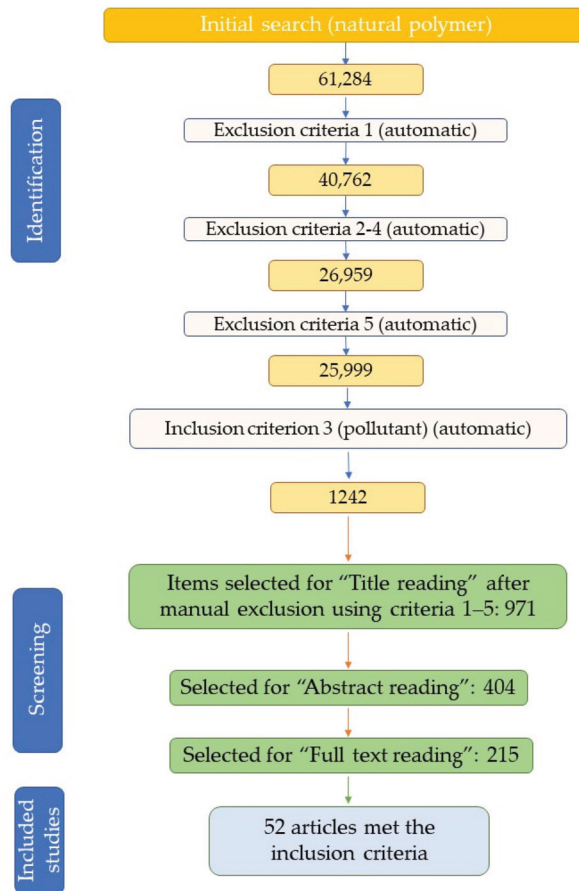 Initial search (natural polymer)
61,284
Identification
Exclusion criteria 1 (automatic)
40,762
Exclusion criteria 2-4 (automatic)
26,959
Exclusion criteria 5 (automatic)
25,999
Inclusion criterion 3 (pollutant) (automatic)
1242
Screening
Items selected for “Title reading” after
manual exclusion using criteria 1–5: 971
Selected for “Abstract reading”: 404
Selected for “Full text reading”: 215
Included
studies
52 articles met the
inclusion criteria